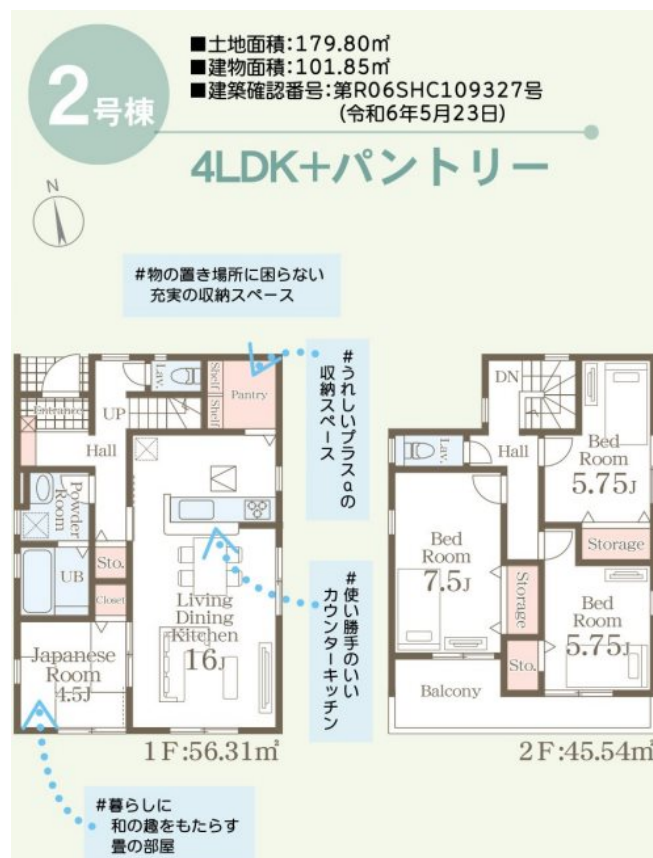 2号棟
■土地面積:179.80㎡
■建物面積:101.85㎡
■建築確認番号:第R06SHC109327号
(令和6年5月23日)
4LDK+パントリー
N
#物の置き場所に困らない
充実の収納スペース
#うれしいプラスαの
収納スペース
Lav.
Shelf
Shelf
Pantry
Entrance
UP
Hall
Powder
Room
UB
Sto.
Closet
Living
Dining
Kitchen
16J
Japanese
Room
4.5J
1F:56.31㎡
#使い勝手のいい
カウンターキッチン
#暮らしに
和の趣をもたらす
畳の部屋
DN
Lav.
Hall
Bed
Room
5.75J
Storage
Bed
Room
7.5J
Storage
Bed
Room
5.75J
Sto.
Balcony
2F:45.54㎡